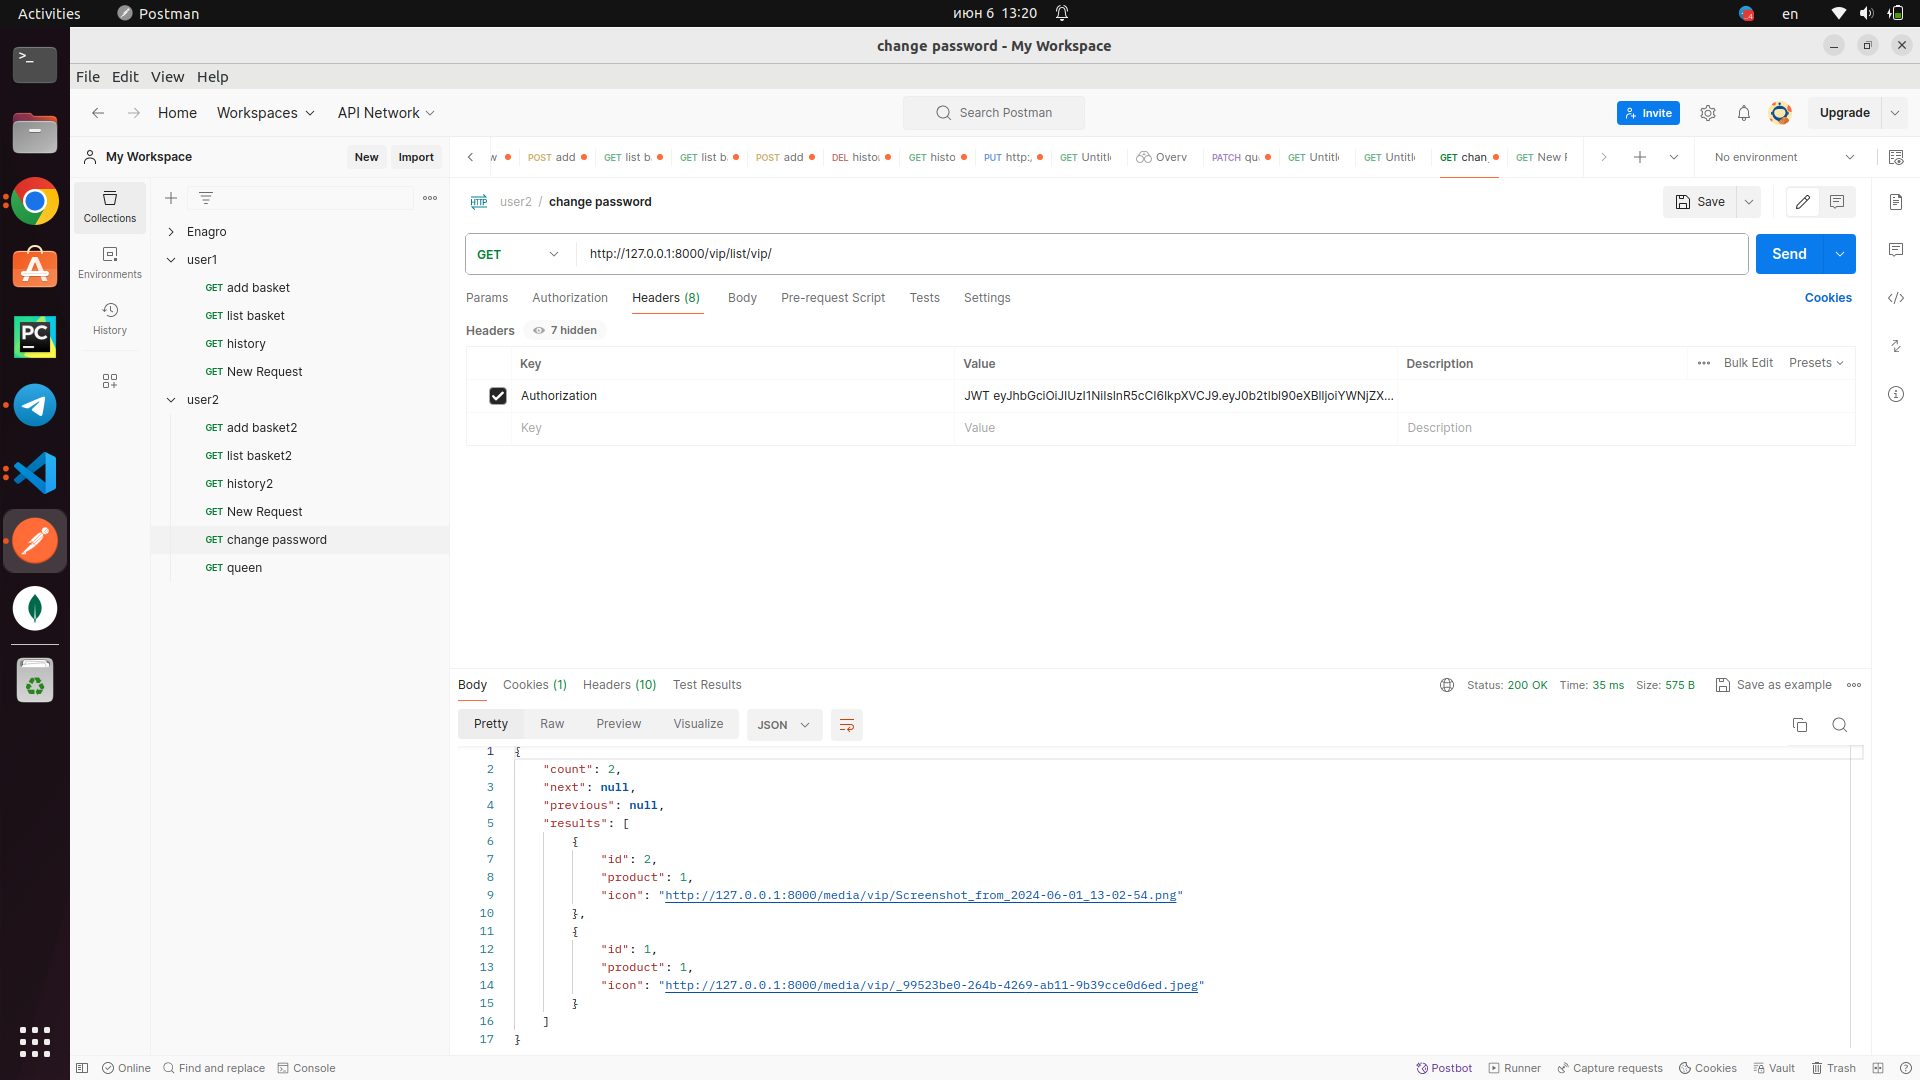 Activities
Postman
июн 6 13:20
en
change password - My Workspace
File Edit View Help
Home
Workspaces
API Network
Search Postman
Invite
Upgrade
My Workspace
New
Import
POST add
GET list b
GET list b
POST add
DEL histo
GET histo
PUT http:/
GET Untitl
Overv
PATCH qu
GET Untitl
GET Untitl
GET chan
GET New F
No environment
Collections
Environments
History
Enagro
user1
GET add basket
GET list basket
GET history
GET New Request
user2
GET add basket2
GET list basket2
GET history2
GET New Request
GET change password
GET queen
HTTP user2 / change password
Save
GET
http://127.0.0.1:8000/vip/list/vip/
Send
Params
Authorization
Headers (8)
Body
Pre-request Script
Tests
Settings
Cookies
Headers
7 hidden
Key Value Description
Bulk Edit
Presets
Authorization
Key Value Description
Body
Cookies (1)
Headers (10)
Test Results
Status: 200 OK Time: 35 ms Size: 575 B
Save as example
Pretty
Raw
Preview
Visualize
JSON
1 {
2 "count": 2,
3 "next": null,
4 "previous": null,
5 "results": [
6 {
7 "id": 2,
8 "product": 1,
9 "icon": "http://127.0.0.1:8000/media/vip/Screenshot_from_2024-06-01_13-02-54.png"
10 },
11 {
12 "id": 1,
13 "product": 1,
14 "icon": "http://127.0.0.1:8000/media/vip/_99523be0-264b-4269-ab11-9b39cce0d6ed.jpeg"
15 }
16 ]
17 }
Online
Find and replace
Console
Postbot
Runner
Capture requests
Cookies
Vault
Trash